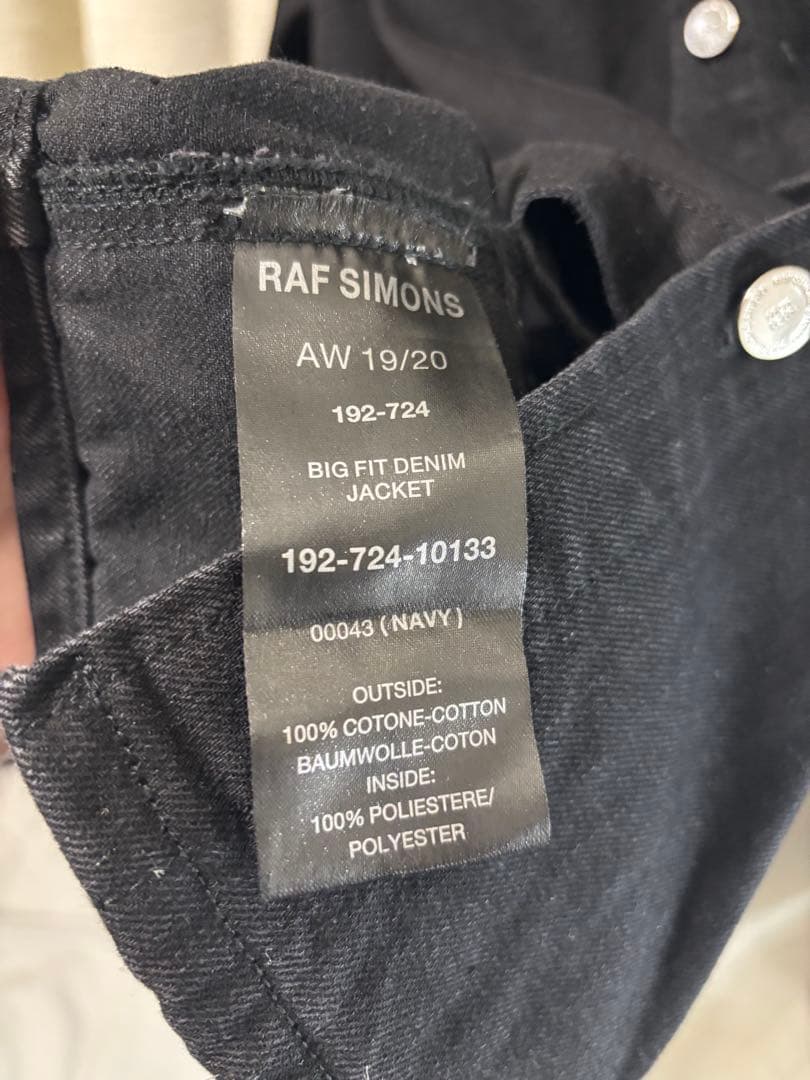 RAF SIMONS
AW 19/20
192-724
BIG FIT DENIM
JACKET
192-724-10133
00043 (NAVY)
OUTSIDE:
100% COTONE-COTTON
BAUMWOLLE-COTON
INSIDE:
100% POLIESTERE/
POLYESTER